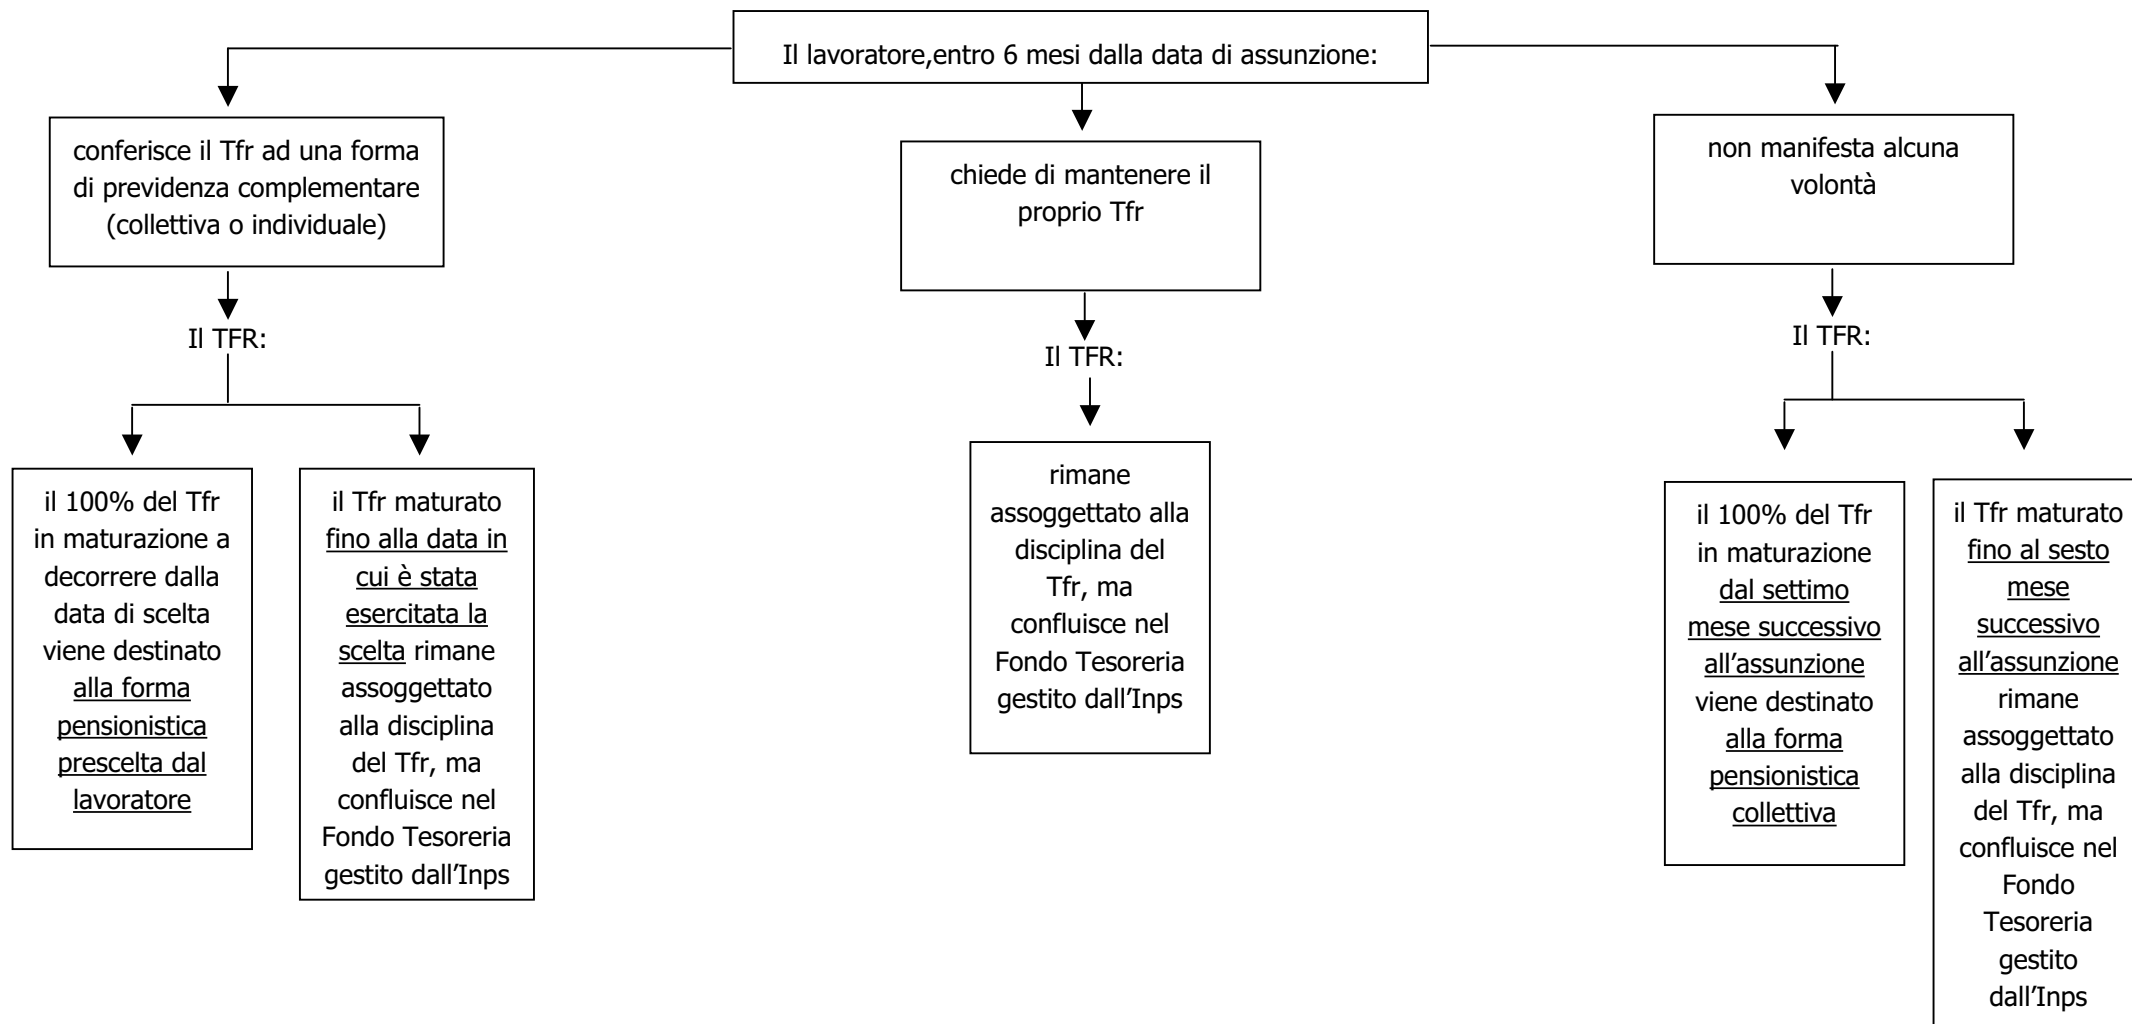 Il lavoratore,entro 6 mesi dalla data di assunzione:
conferisce il Tfr ad una forma
di previdenza complementare
(collettiva o individuale)
chiede di mantenere il
proprio Tfr
non manifesta alcuna
volontà
Il TFR:
Il TFR:
Il TFR:
il 100% del Tfr
in maturazione a
decorrere dalla
data di scelta
viene destinato
alla forma
pensionistica
prescelta dal
lavoratore
il Tfr maturato
fino alla data in
cui è stata
esercitata la
scelta rimane
assoggettato
alla disciplina
del Tfr, ma
confluisce nel
Fondo Tesoreria
gestito dall’Inps
rimane
assoggettato alla
disciplina del
Tfr, ma
confluisce nel
Fondo Tesoreria
gestito dall’Inps
il 100% del Tfr
in maturazione
dal settimo
mese successivo
all’assunzione
viene destinato
alla forma
pensionistica
collettiva
il Tfr maturato
fino al sesto
mese
successivo
all’assunzione
rimane
assoggettato
alla disciplina
del Tfr, ma
confluisce nel
Fondo
Tesoreria
gestito
dall’Inps